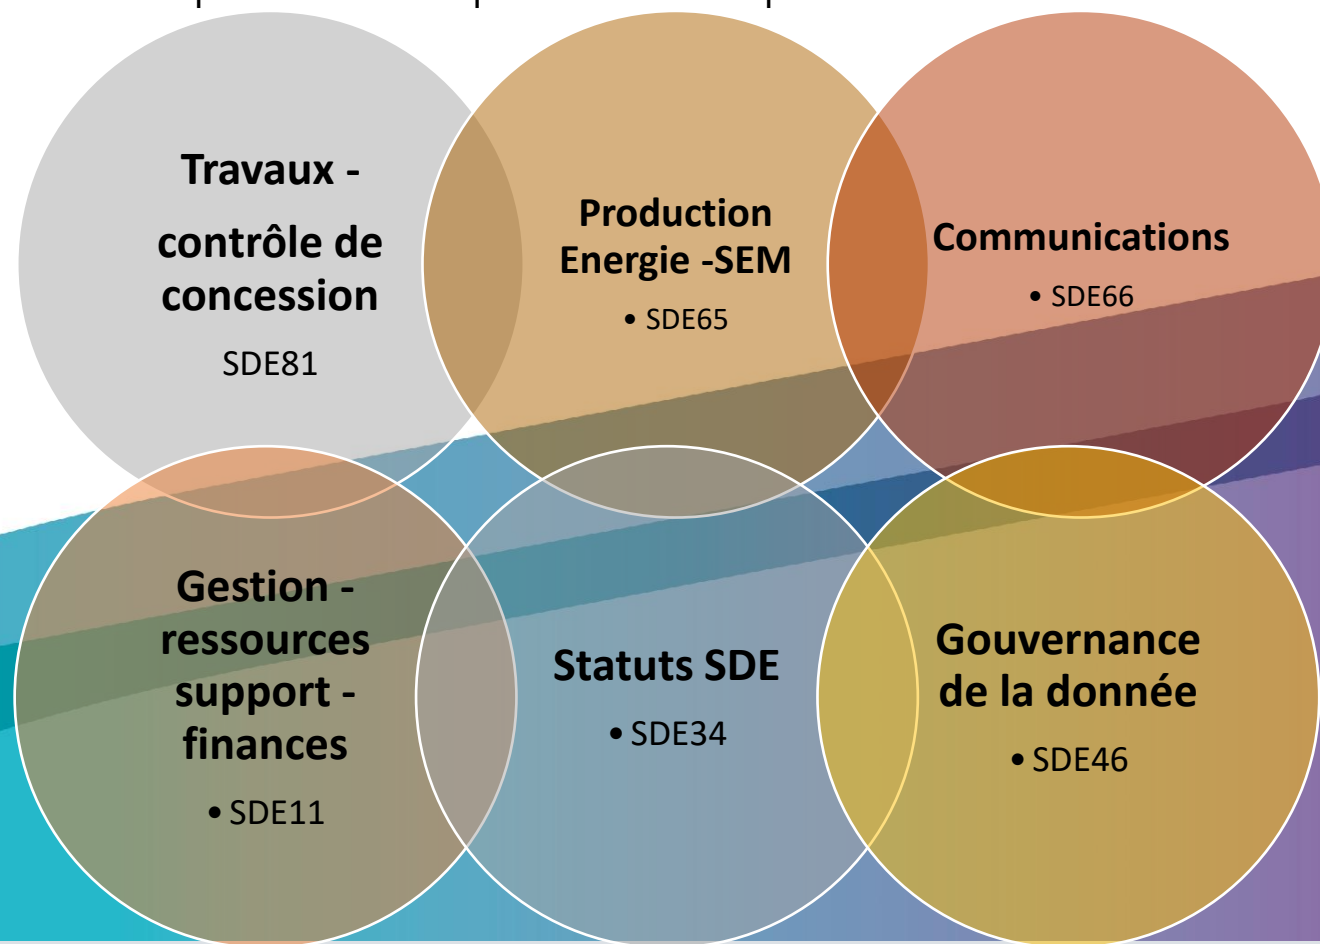 Travaux -
contrôle de
concession
SDE81
Production
Energie -SEM
• SDE65
Communications
• SDE66
Gestion -
ressources
support -
finances
• SDE11
Statuts SDE
• SDE34
Gouvernance
de la donnée
• SDE46